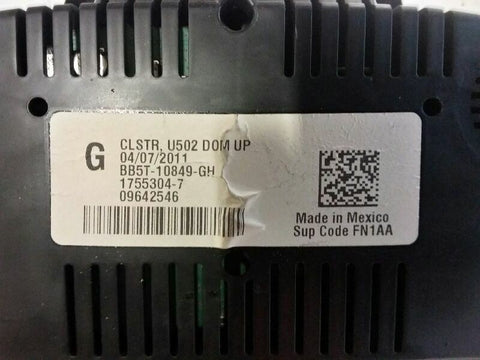 G
CLSTR, U502 DOM UP
04/07/2011
BB5T-10849-GH
1755304-7
09642546
Made in Mexico
Sup Code FN1AA